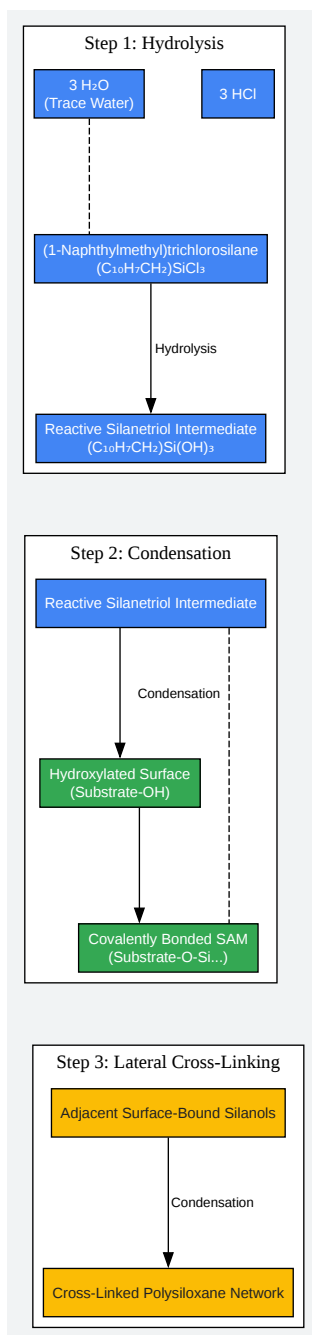 Step 1: Hydrolysis
3 H₂O
(Trace Water)
3 HCl
(1-Naphthylmethyl)trichlorosilane
(C₁₀H₇CH₂)SiCl₃
Hydrolysis
Reactive Silanetriol Intermediate
(C₁₀H₇CH₂)Si(OH)₃
Step 2: Condensation
Reactive Silanetriol Intermediate
Condensation
Hydroxylated Surface
(Substrate-OH)
Covalently Bonded SAM
(Substrate-O-Si...)
Step 3: Lateral Cross-Linking
Adjacent Surface-Bound Silanols
Condensation
Cross-Linked Polysiloxane Network